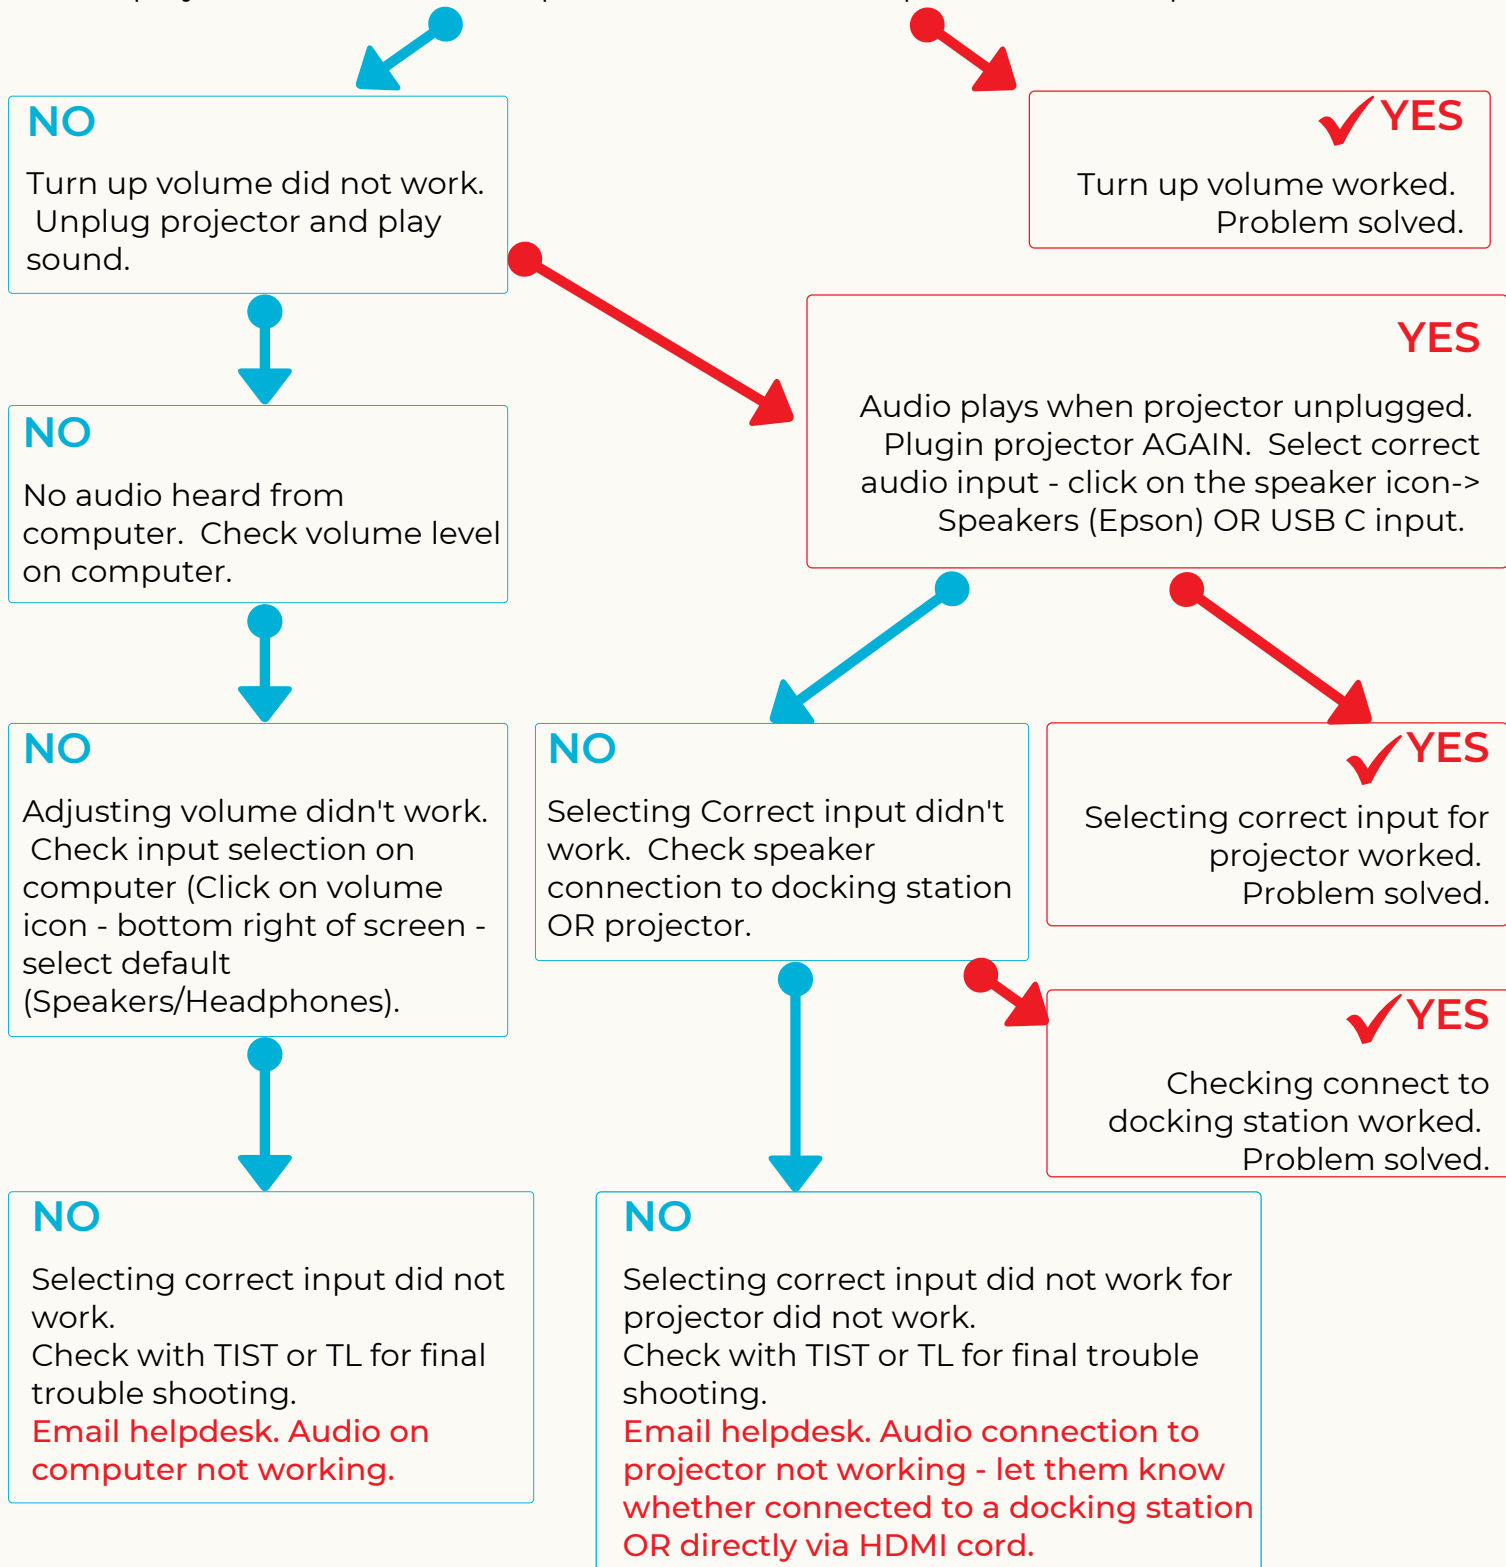 NO
Turn up volume did not work.
Unplug projector and play
sound.
YES
Turn up volume worked.
Problem solved.
YES
Audio plays when projector unplugged.
Plugin projector AGAIN.  Select correct
audio input - click on the speaker icon->
Speakers (Epson) OR USB C input.
NO
No audio heard from
computer.  Check volume level
on computer.
NO
Adjusting volume didn't work.
Check input selection on
computer (Click on volume
icon - bottom right of screen -
select default
(Speakers/Headphones).
NO
Selecting Correct input didn't
work.  Check speaker
connection to docking station
OR projector.
YES
Selecting correct input for
projector worked.
Problem solved.
YES
Checking connect to
docking station worked.
Problem solved.
NO
Selecting correct input did not
work.
Check with TIST or TL for final
trouble shooting.
Email helpdesk. Audio on
computer not working.
NO
Selecting correct input did not work for
projector did not work.
Check with TIST or TL for final trouble
shooting.
Email helpdesk. Audio connection to
projector not working - let them know
whether connected to a docking station
OR directly via HDMI cord.